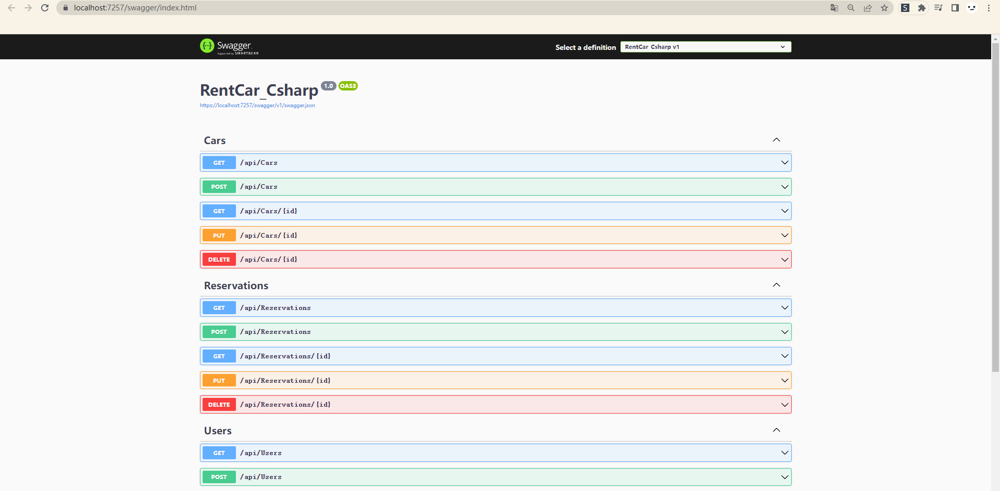 localhost:7257/swagger/index.html
Swagger.
Supported by SMARTBEAR
Select a definition
RentCar Csharp v1
RentCar_Csharp 1.0 OAS3
https://localhost:7257/swagger/v1/swagger.json
Cars
GET /api/Cars
POST /api/Cars
GET /api/Cars/{id}
PUT /api/Cars/{id}
DELETE /api/Cars/{id}
Reservations
GET /api/Reservations
POST /api/Reservations
GET /api/Reservations/{id}
PUT /api/Reservations/{id}
DELETE /api/Reservations/{id}
Users
GET /api/Users
POST /api/Users